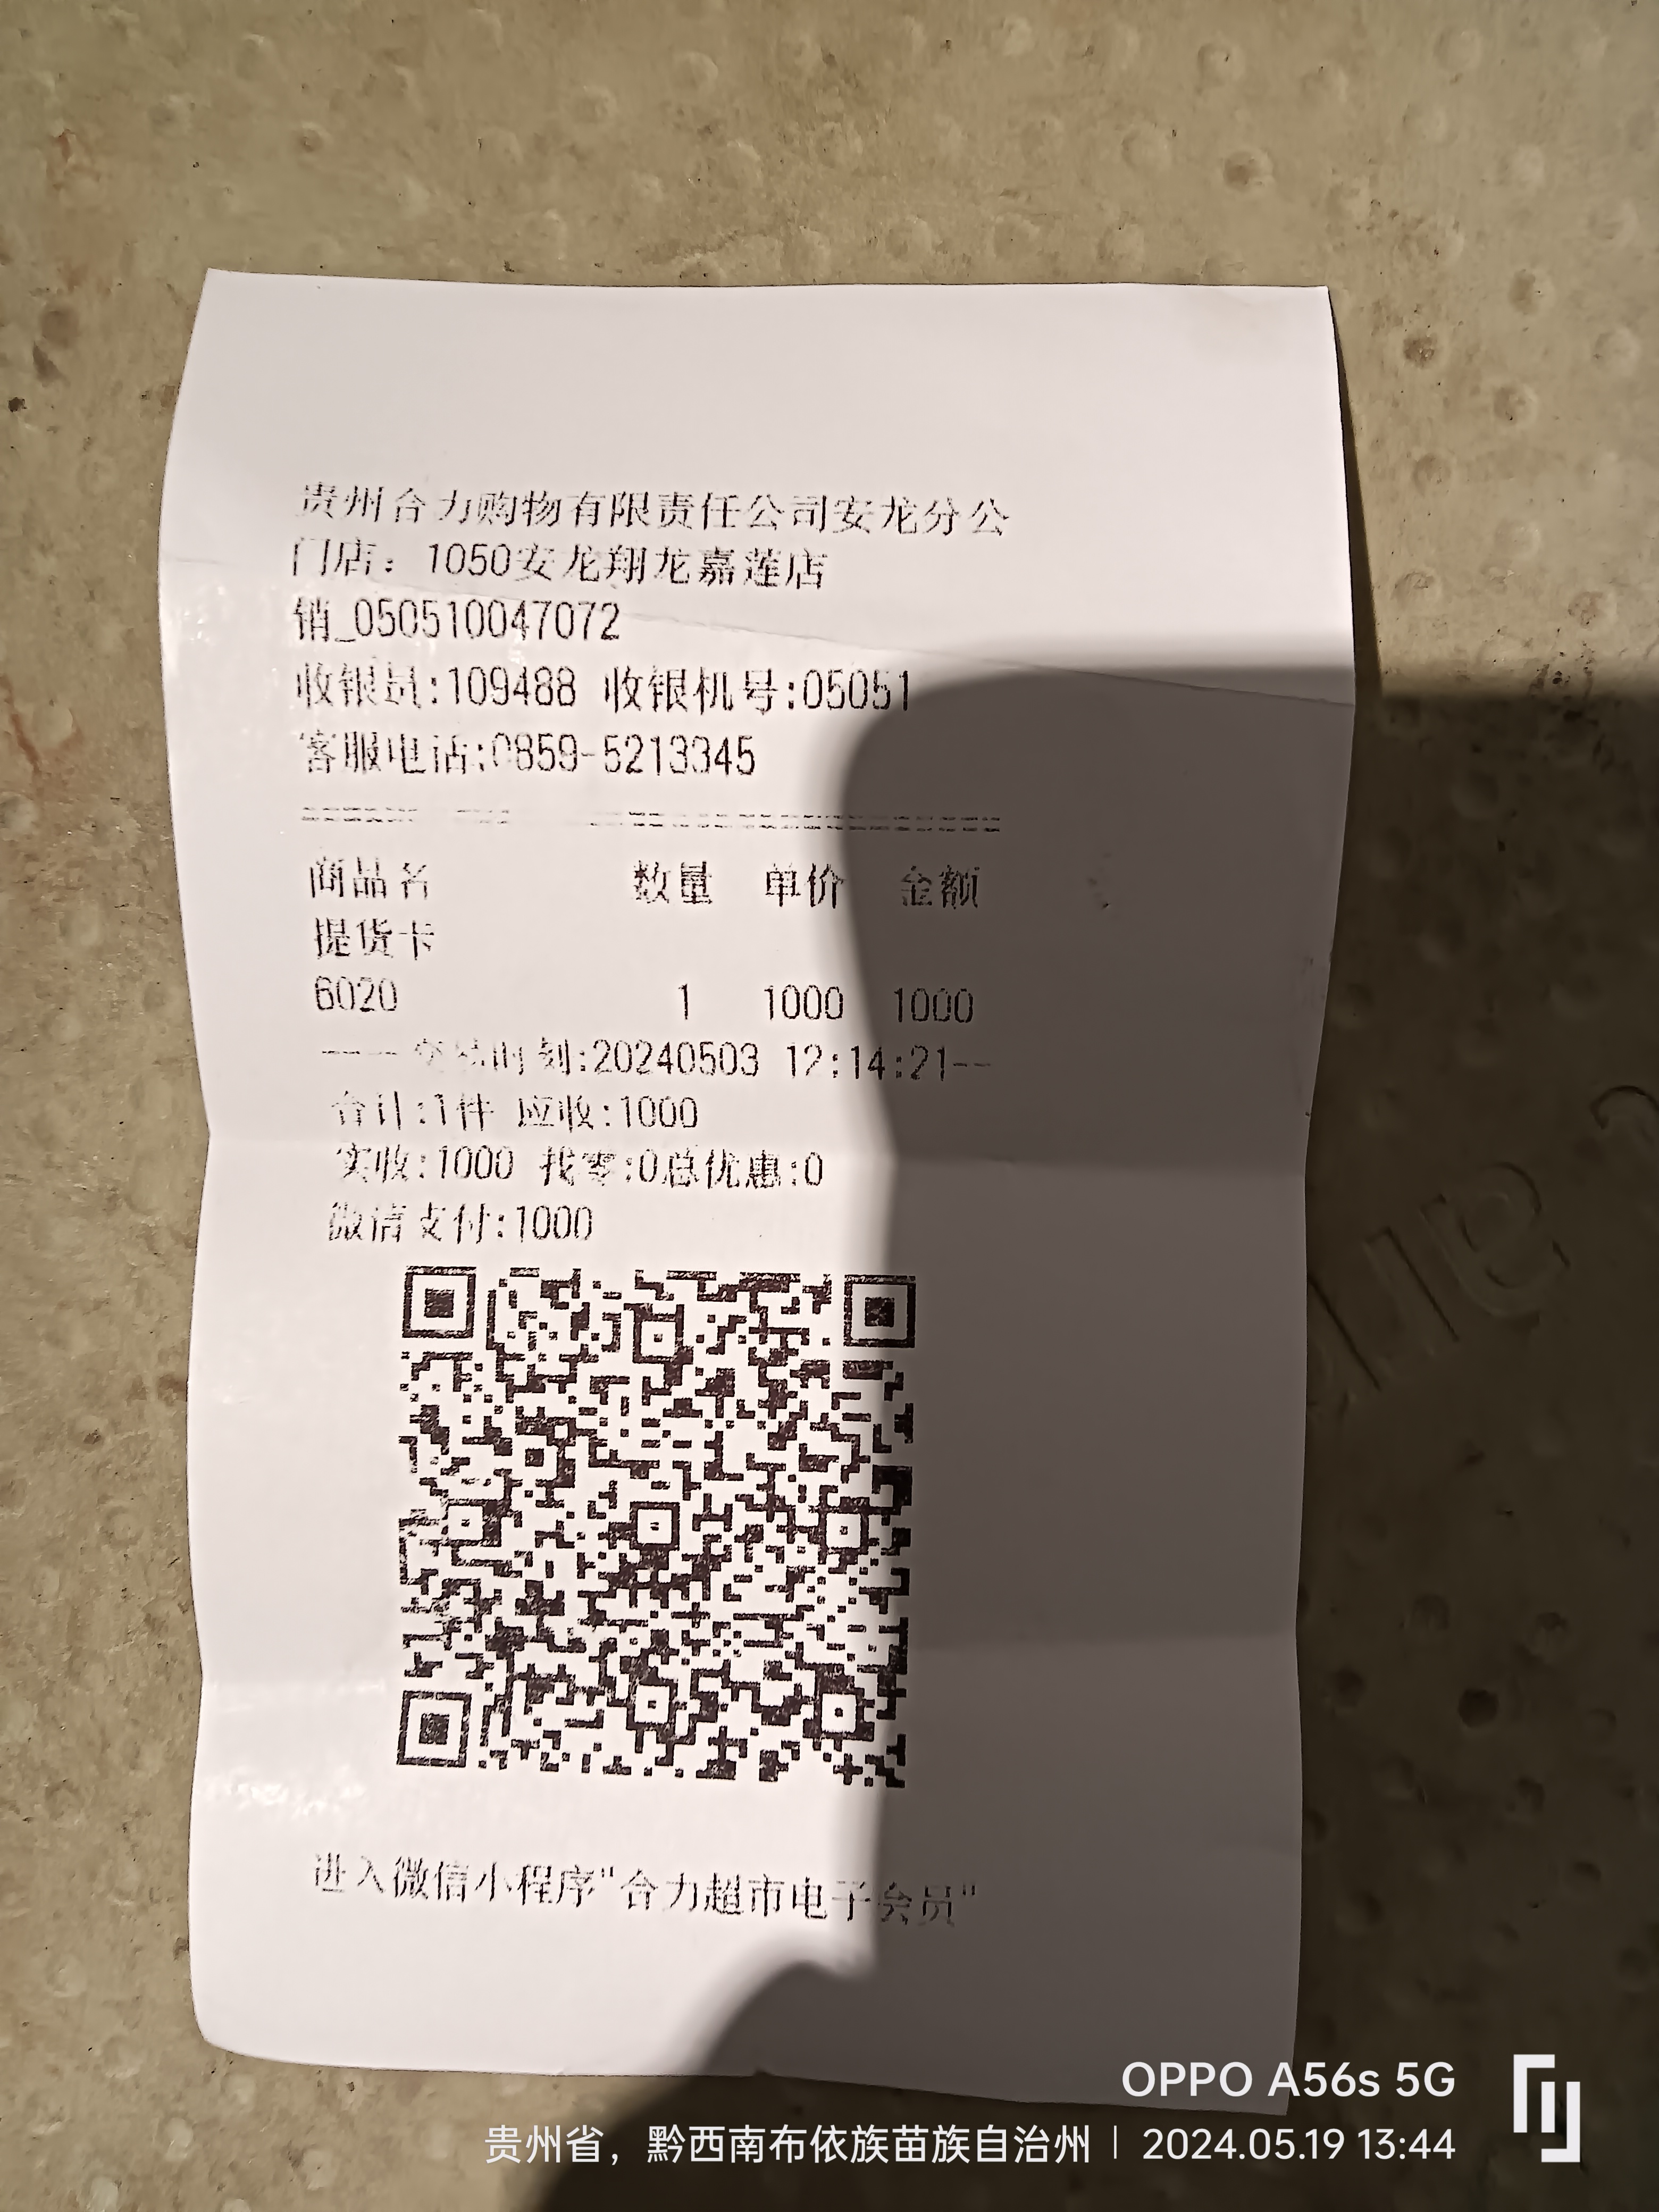 贵州合力购物有限责任公司安龙分公
门店：1050安龙翔龙嘉莲店
销_050510047072
收银员:109488 收银机号:05051
客服电话:0859-5213345
商品名 数量 单价 金额
提货卡
6020 1 1000 1000
---- 交易时刻:20240503 12:14:21--
合计:1件 应收:1000
实收:1000 找零:0总优惠:0
微信支付:1000
进入微信小程序"合力超市电子会员"
OPPO A56s 5G
贵州省，黔西南布依族苗族自治州 | 2024.05.19 13:44